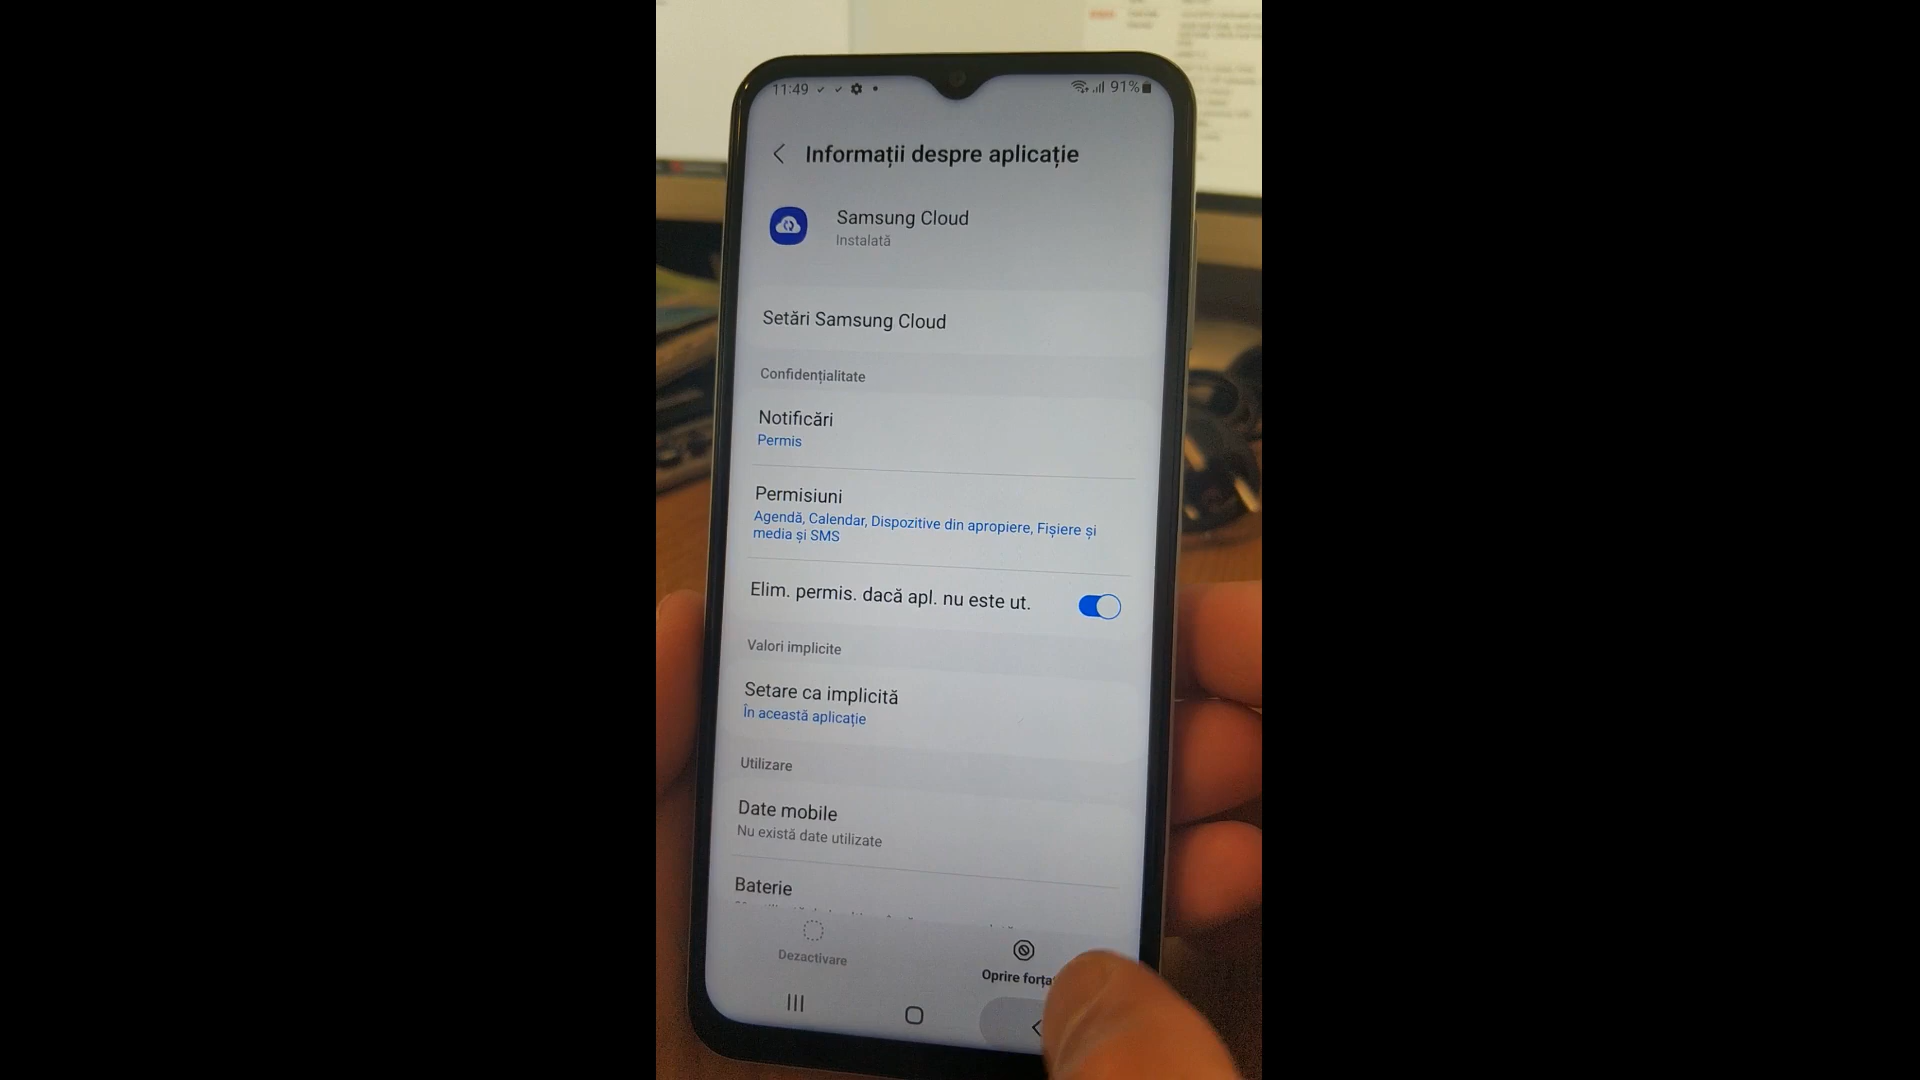 11:49
91%
Informații despre aplicație
Samsung Cloud
Instalată
Setări Samsung Cloud
Confidențialitate
Notificări
Permis
Permisiuni
Agendă, Calendar, Dispozitive din apropiere, Fișiere și
media și SMS
Elim. permis. dacă apl. nu este ut.
Valori implicite
Setare ca implicită
În această aplicație
Utilizare
Date mobile
Nu există date utilizate
Baterie
Dezactivare
Oprire forța